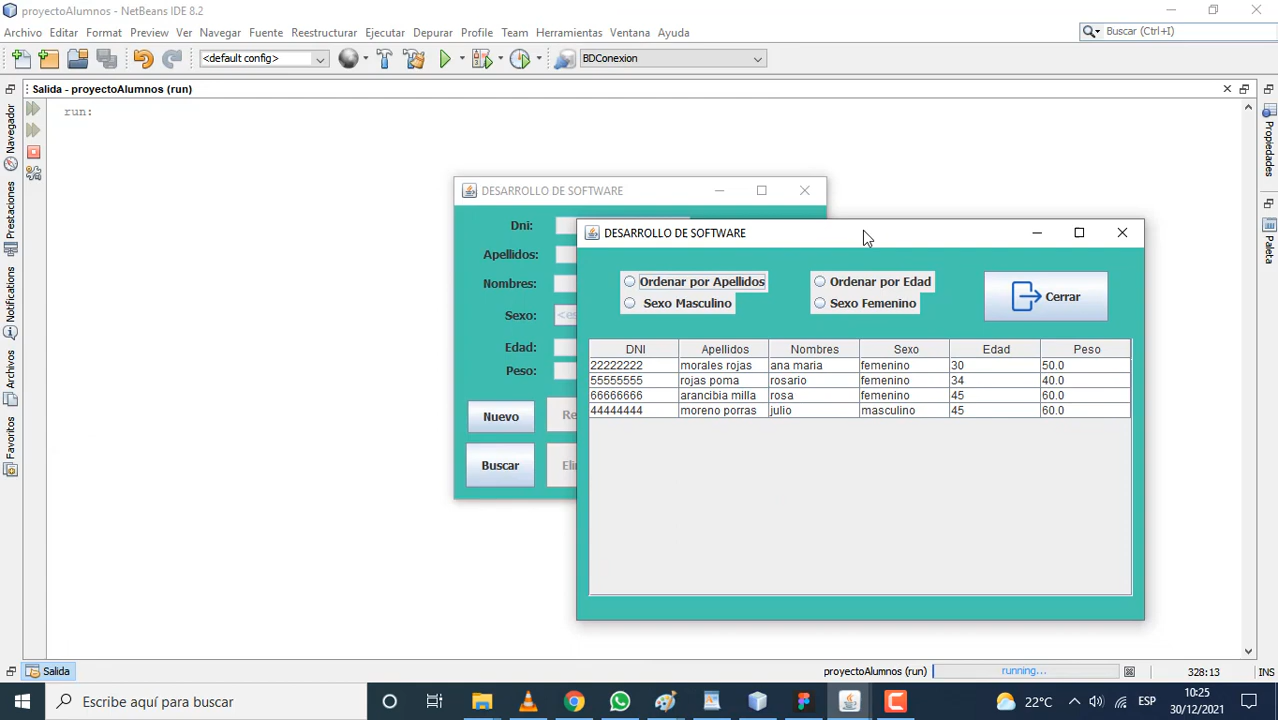 proyectoAlumnos - NetBeans IDE 8.2
Archivo Editar Format Preview Ver Navegar Fuente Reestructurar Ejecutar Depurar Profile Team Herramientas Ventana Ayuda
Buscar (Ctrl+I)
<default config> BDConexion
Salida - proyectoAlumnos (run)
run:
Navegador
Prestaciones
Notifications
Archivos
Favoritos
Propiedades
Paleta
DESARROLLO DE SOFTWARE
Dni:
Apellidos:
Nombres:
Sexo:
Edad:
Peso:
Nuevo
Buscar
DESARROLLO DE SOFTWARE
Ordenar por Apellidos Ordenar por Edad
Sexo Masculino Sexo Femenino
Cerrar
DNI Apellidos Nombres Sexo Edad Peso
22222222 morales rojas ana maria femenino 30 50.0
55555555 rojas poma rosario femenino 34 40.0
66666666 arancibia milla rosa femenino 45 60.0
44444444 moreno porras julio masculino 45 60.0
Salida
proyectoAlumnos (run) running... 328:13 INS
Escribe aquí para buscar
22°C ESP
10:25
30/12/2021